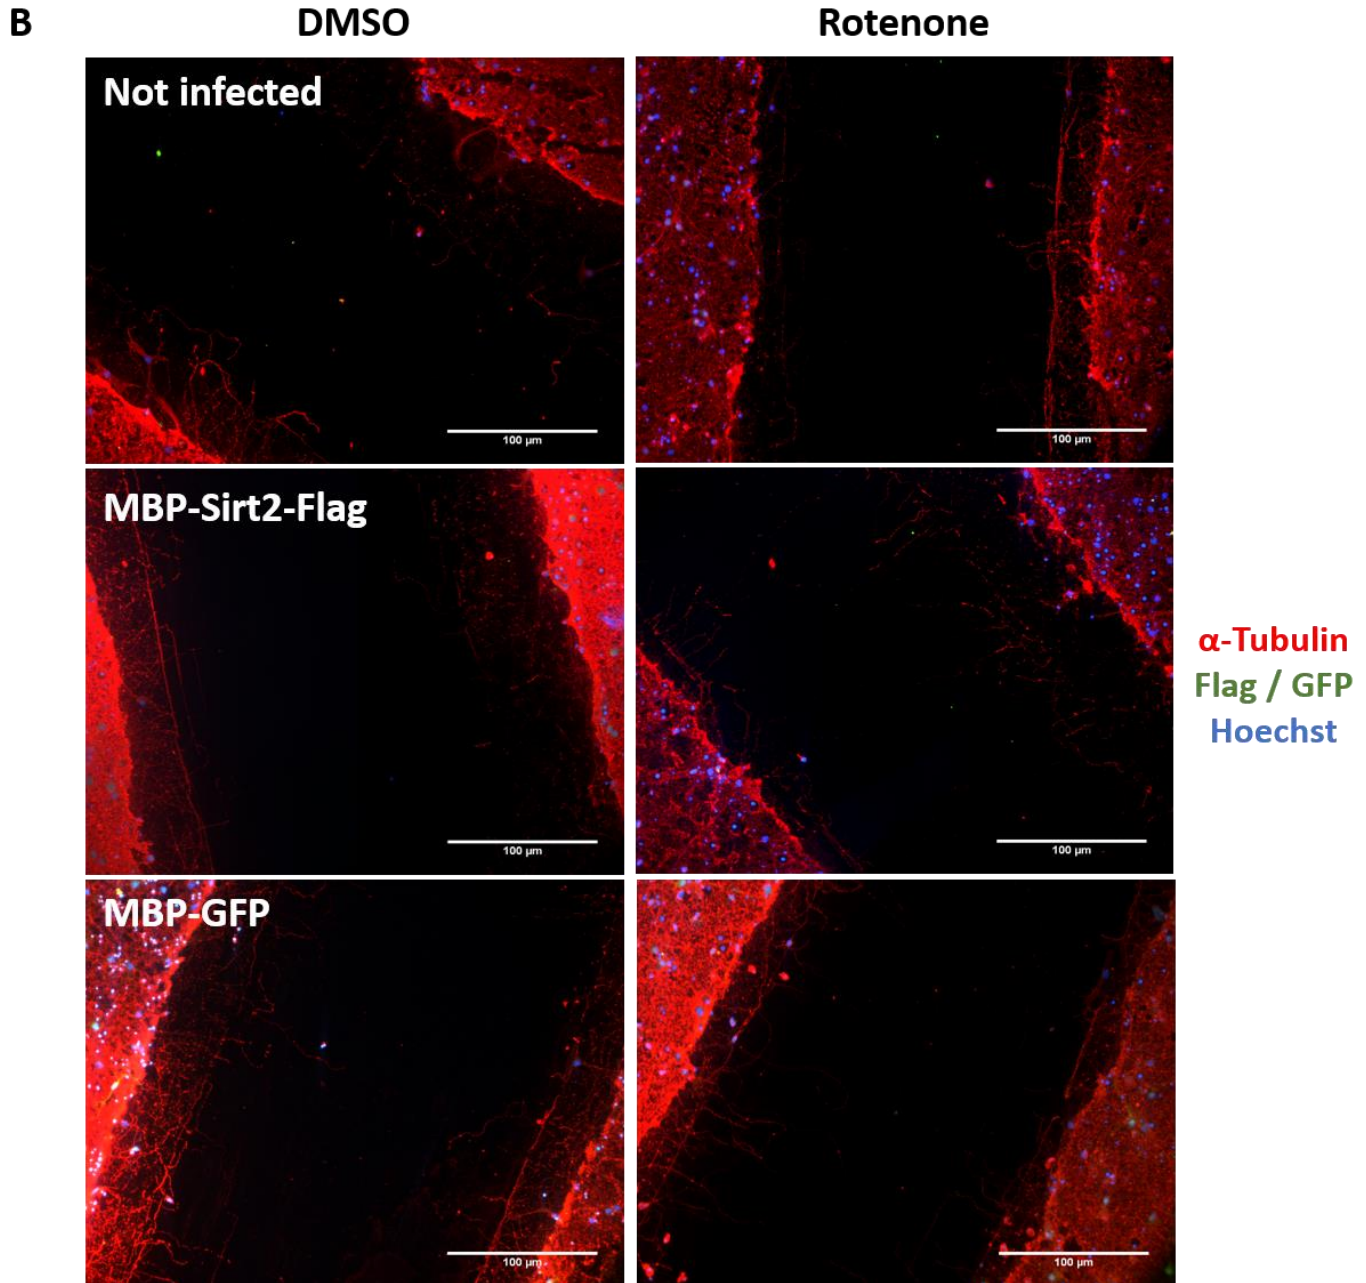 B
DMSO
Rotenone
Not infected
100 µm
100 µm
MBP-Sirt2-Flag
100 µm
100 µm
α-Tubulin
Flag / GFP
Hoechst
MBP-GFP
100 µm
100 µm